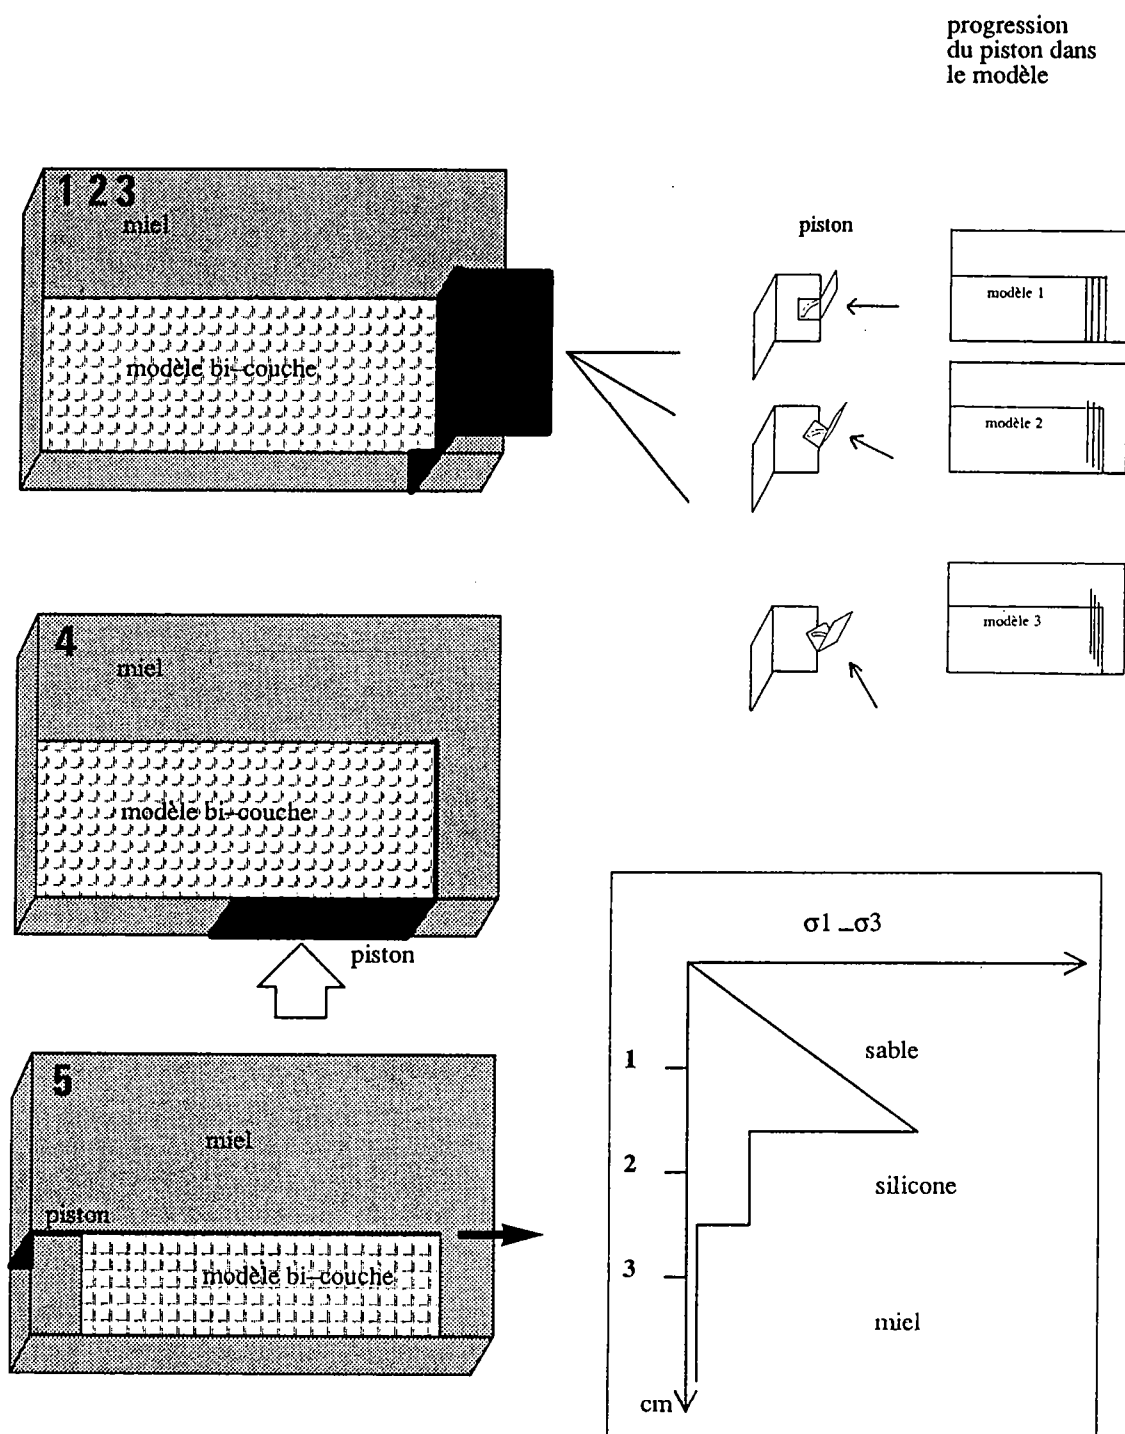 progression
du piston dans
le modèle
1 2 3
miel
modèle bi-couche
piston
modèle 1
modèle 2
modèle 3
4
miel
modèle bi-couche
piston
5
miel
piston
modèle bi-couche
σ1 –σ3
sable
1
2
silicone
3
miel
cm